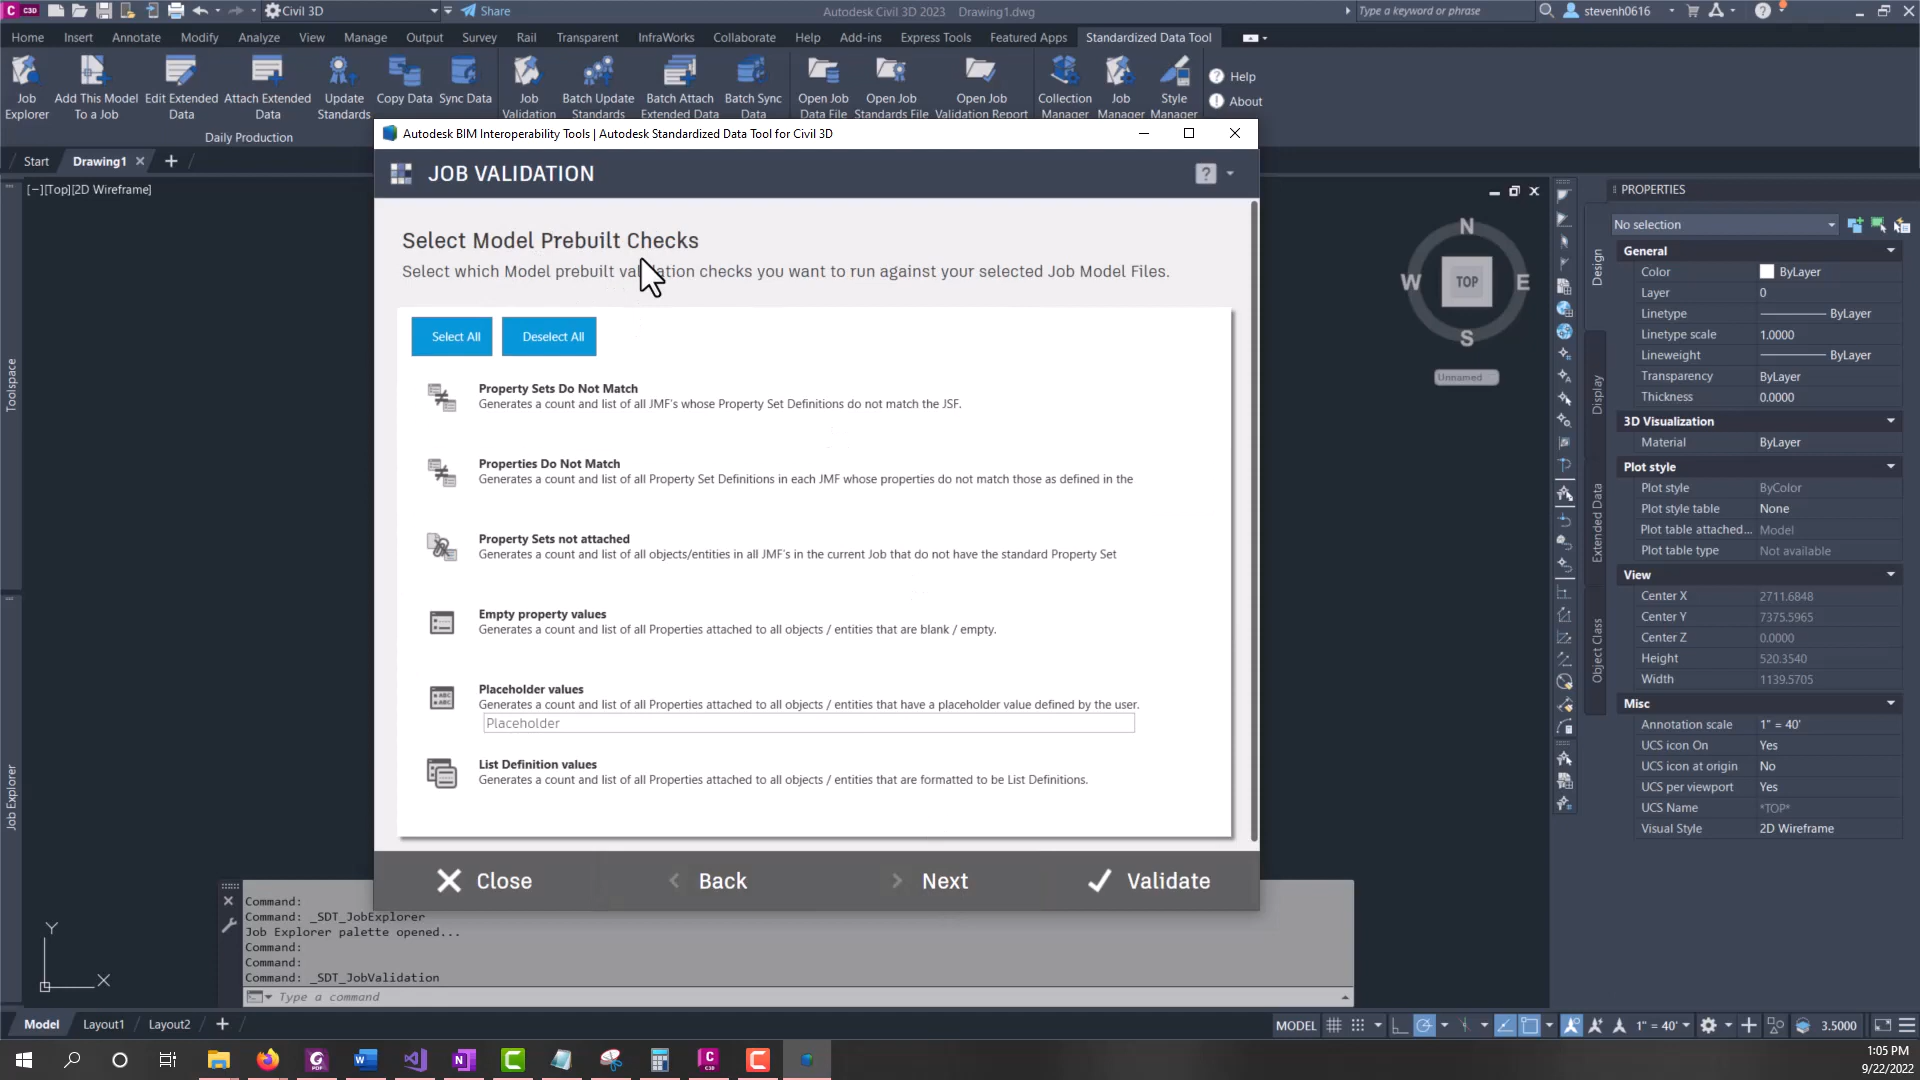 C3D
Civil 3D
Share
Autodesk Civil 3D 2023 Drawing1.dwg
Type a keyword or phrase
stevenh0616
Home Insert Annotate Modify Analyze View Manage Output Survey Rail Transparent InfraWorks Collaborate Help Add-ins Express Tools Featured Apps Standardized Data Tool
Job Explorer
Add This Model To a Job
Edit Extended Data
Attach Extended Data
Update Standards
Copy Data
Sync Data
Job Validation
Batch Update Standards
Batch Attach Extended Data
Batch Sync Data
Open Job Data File
Open Job Standards File
Open Job Validation Report
Collection Manager
Job Manager
Style Manager
Help
About
Daily Production
Start
Drawing1
[−][Top][2D Wireframe]
Toolspace
Job Explorer
Autodesk BIM Interoperability Tools | Autodesk Standardized Data Tool for Civil 3D
JOB VALIDATION
Select Model Prebuilt Checks
Select which Model prebuilt validation checks you want to run against your selected Job Model Files.
Select All
Deselect All
Property Sets Do Not Match
Generates a count and list of all JMF's whose Property Set Definitions do not match the JSF.
Properties Do Not Match
Generates a count and list of all Property Set Definitions in each JMF whose properties do not match those as defined in the
Property Sets not attached
Generates a count and list of all objects/entities in all JMF's in the current Job that do not have the standard Property Set
Empty property values
Generates a count and list of all Properties attached to all objects / entities that are blank / empty.
Placeholder values
Generates a count and list of all Properties attached to all objects / entities that have a placeholder value defined by the user.
Placeholder
List Definition values
Generates a count and list of all Properties attached to all objects / entities that are formatted to be List Definitions.
Close
Back
Next
Validate
N
W TOP E
S
Unnamed
PROPERTIES
No selection
General
Color ByLayer
Layer 0
Linetype ByLayer
Linetype scale 1.0000
Lineweight ByLayer
Transparency ByLayer
Thickness 0.0000
3D Visualization
Material ByLayer
Plot style
Plot style ByColor
Plot style table None
Plot table attached... Model
Plot table type Not available
View
Center X 2711.6848
Center Y 7375.5965
Center Z 0.0000
Height 520.3540
Width 1139.5705
Misc
Annotation scale 1" = 40'
UCS icon On Yes
UCS icon at origin No
UCS per viewport Yes
UCS Name *TOP*
Visual Style 2D Wireframe
Design
Display
Extended Data
Object Class
Y
X
Command:
Command: _SDT_JobExplorer
Job Explorer palette opened...
Command:
Command:
Command: _SDT_JobValidation
Type a command
Model Layout1 Layout2
MODEL
1" = 40'
3.5000
1:05 PM
9/22/2022